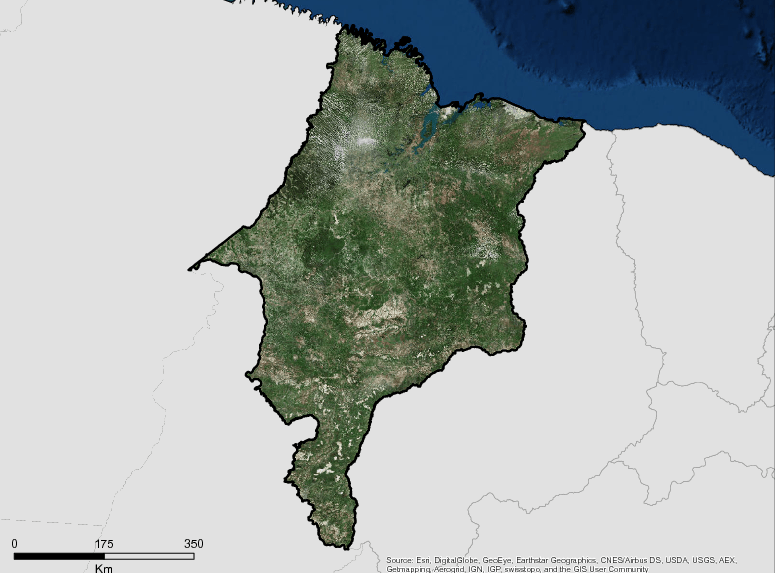 0 175 350
Km
Source: Esri, DigitalGlobe, GeoEye, Earthstar Geographics, CNES/Airbus DS, USDA, USGS, AEX,
Getmapping, Aerogrid, IGN, IGP, swisstopo, and the GIS User Community